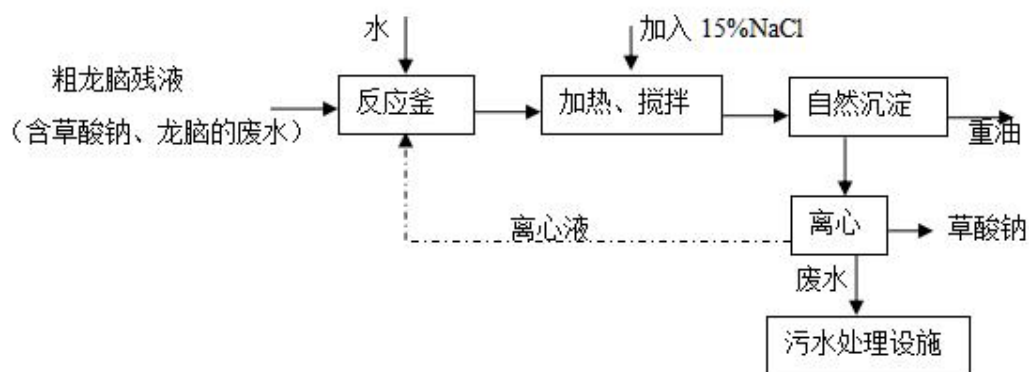 水
加入 15%NaCl
粗龙脑残液
（含草酸钠、龙脑的废水）
反应釜
加热、搅拌
自然沉淀
重油
离心液
离心
草酸钠
废水
污水处理设施